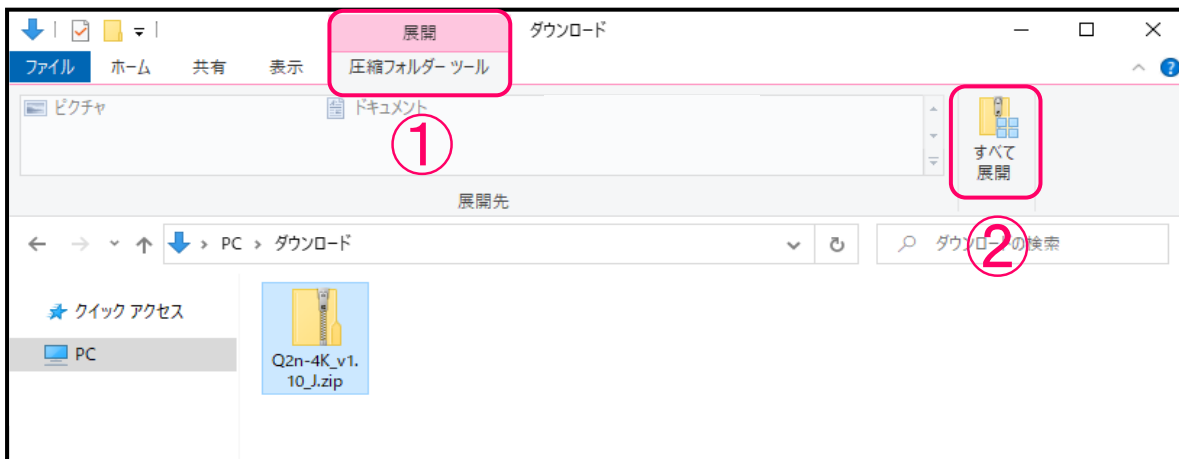 展開
ダウンロード
ファイル ホーム 共有 表示 圧縮フォルダー ツール
ピクチャ ドキュメント
①
すべて
展開
展開先
PC ダウンロード
ダウンロードの検索
②
クイック アクセス
PC
Q2n-4K_v1.
10_J.zip